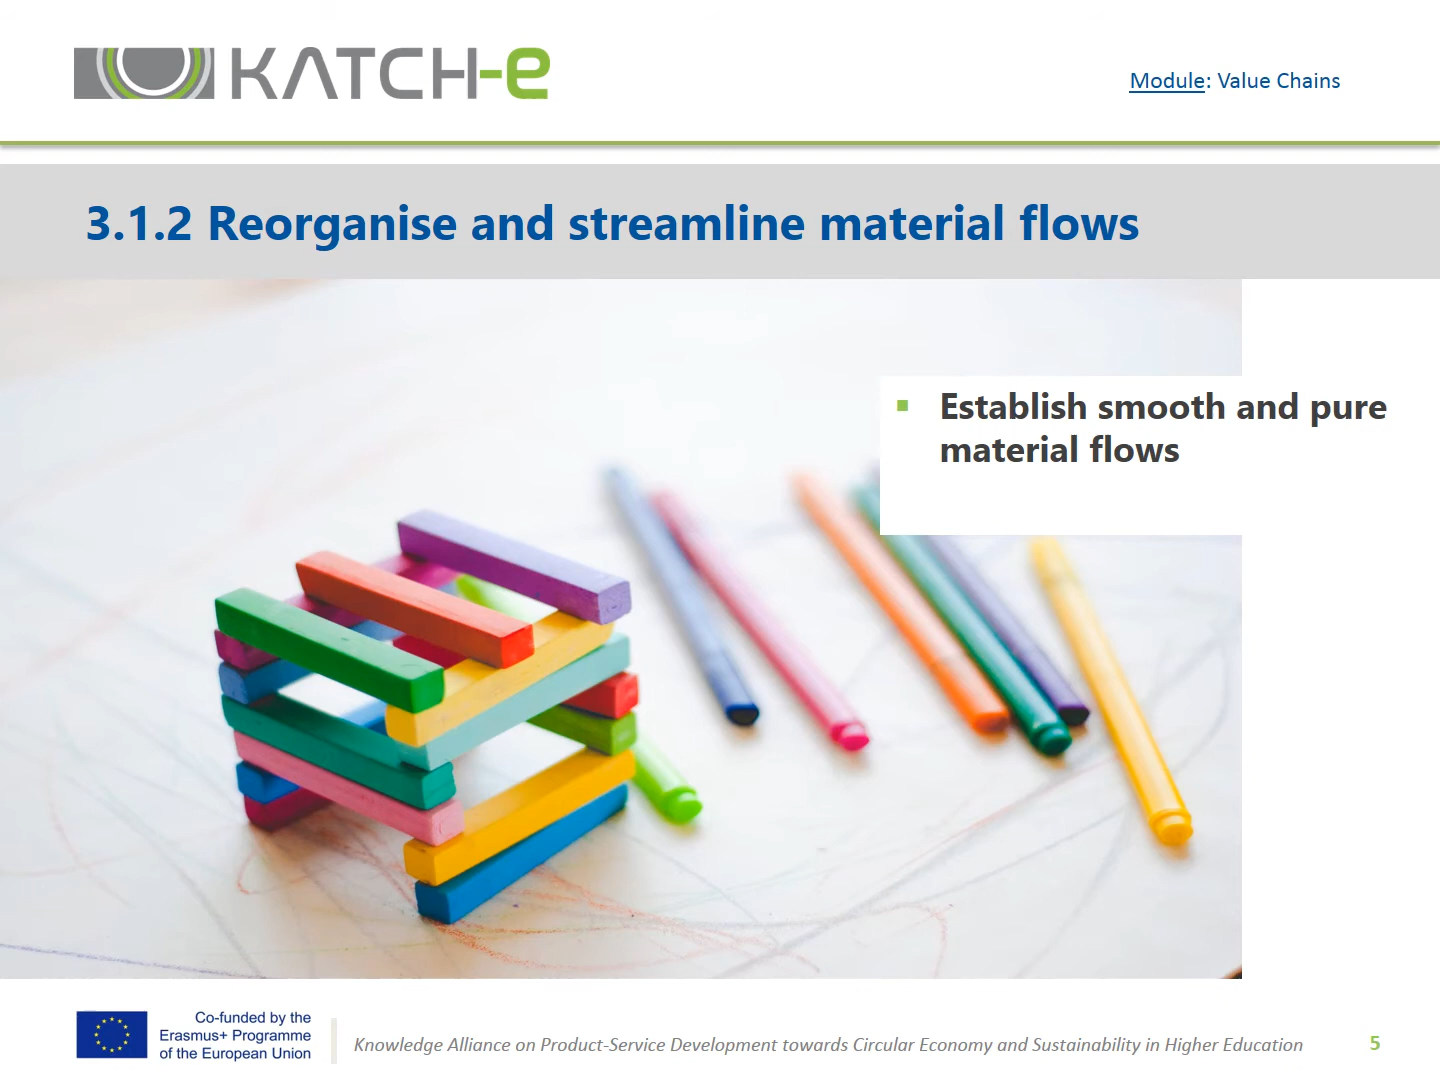 KATCH-e
Module: Value Chains
3.1.2 Reorganise and streamline material flows
▪ Establish smooth and pure
material flows
Co-funded by the
Erasmus+ Programme
of the European Union
Knowledge Alliance on Product-Service Development towards Circular Economy and Sustainability in Higher Education
5